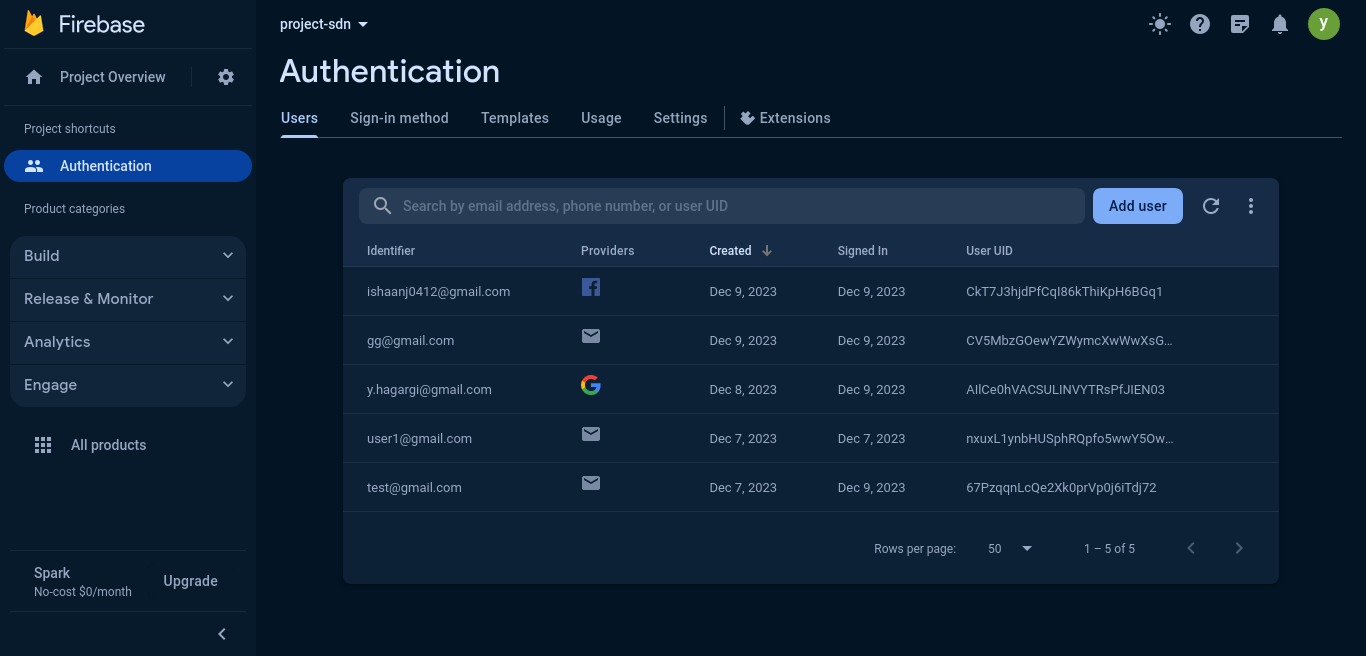 Firebase
project-sdn
y
Project Overview
Authentication
Project shortcuts
Users Sign-in method Templates Usage Settings Extensions
Authentication
Product categories
Search by email address, phone number, or user UID Add user
Build
Release & Monitor
Analytics
Engage
All products
Identifier Providers Created Signed In User UID
ishaanj0412@gmail.com Dec 9, 2023 Dec 9, 2023 CkT7J3hjdPfCqI86kThiKpH6BGq1
gg@gmail.com Dec 9, 2023 Dec 9, 2023 CV5MbzGOewYZWymcXwWwXsG...
y.hagargi@gmail.com Dec 8, 2023 Dec 9, 2023 AIlCe0hVACSULINVYTRsPfJIEN03
user1@gmail.com Dec 7, 2023 Dec 7, 2023 nxuxL1ynbHUSphRQpfo5wwY5Ow...
test@gmail.com Dec 7, 2023 Dec 9, 2023 67PzqqnLcQe2Xk0prVp0j6iTdj72
Rows per page: 50 1 – 5 of 5
Spark
No-cost $0/month
Upgrade